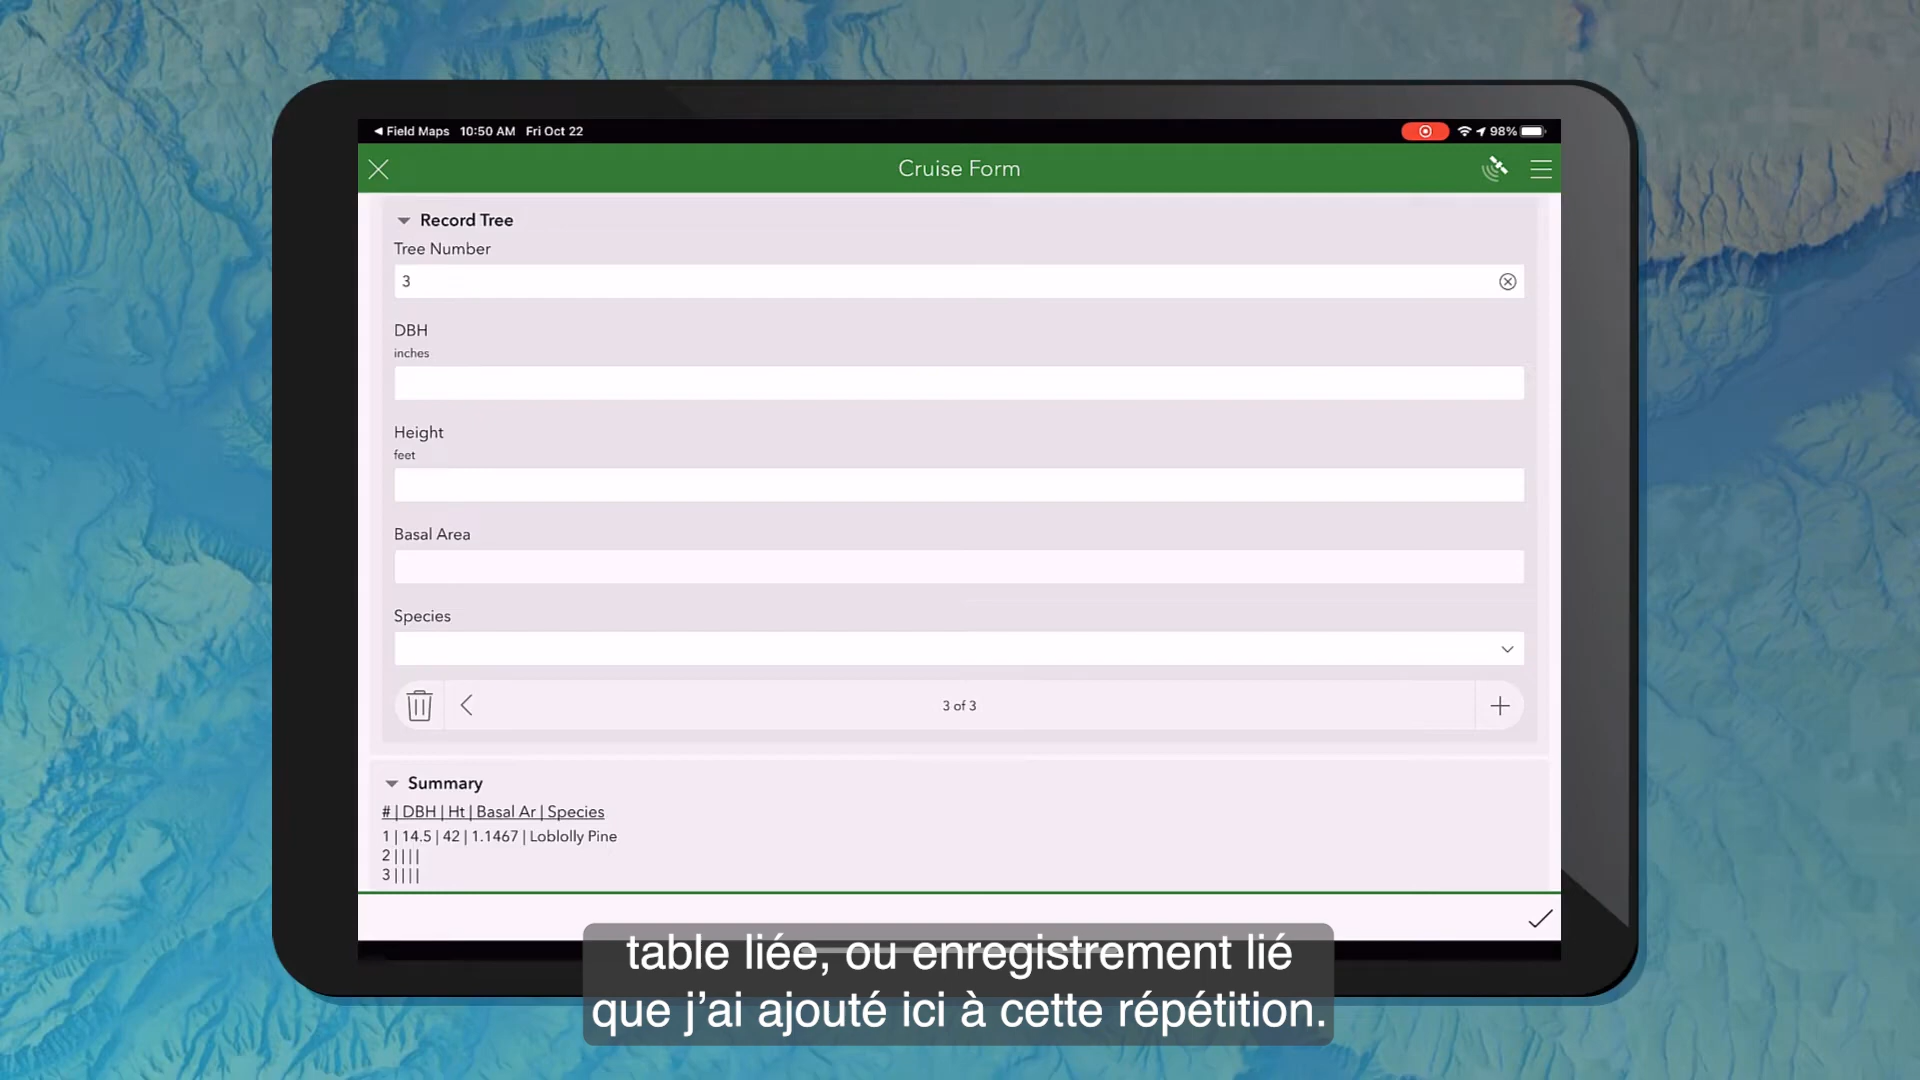 Field Maps 10:50 AM Fri Oct 22
98%
Cruise Form
Record Tree
Tree Number
3
DBH
inches
Height
feet
Basal Area
Species
3 of 3
Summary
# | DBH | Ht | Basal Ar | Species
1 | 14.5 | 42 | 1.1467 | Loblolly Pine
2 | | | |
3 | | | |
table liée, ou enregistrement lié
que j'ai ajouté ici à cette répétition.